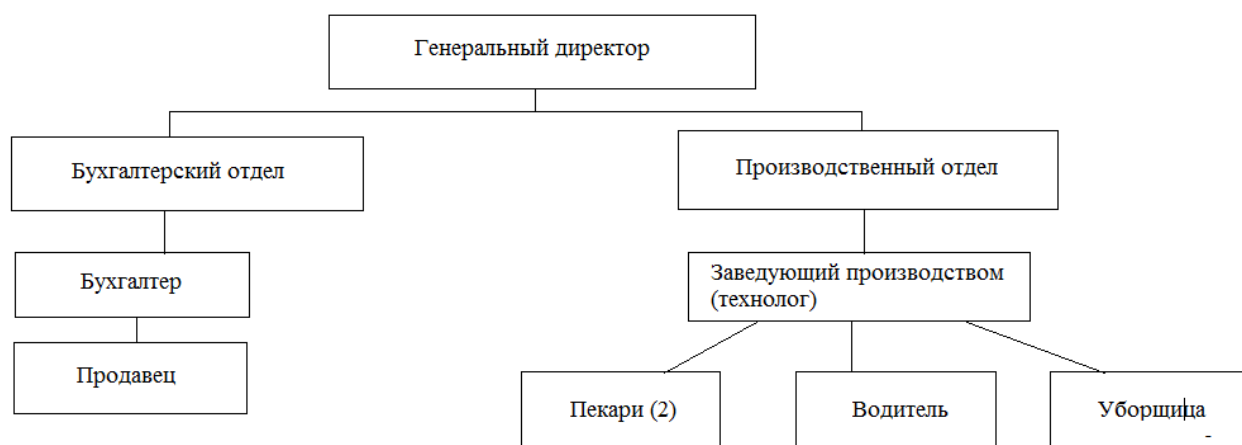 Генеральный директор
Бухгалтерский отдел
Производственный отдел
Бухгалтер
Заведующий производством
(технолог)
Продавец
Пекари (2)
Водитель
Уборщица